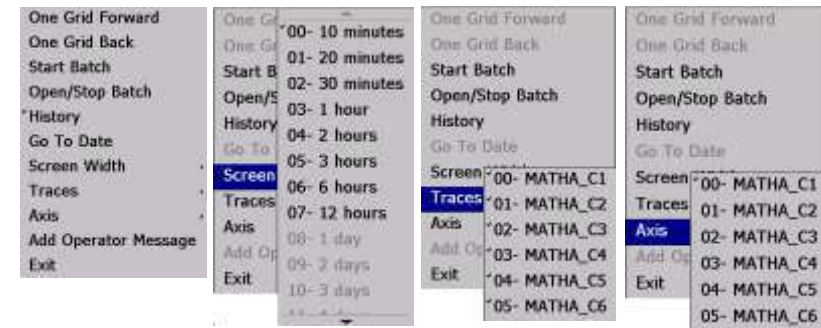 One Grid Forward
One Grid Back
Start Batch
Open/Stop Batch
History
Go To Date
Screen Width
Traces
Axis
Add Operator Message
Exit
One Gr
One Gr
Start B
Open/S
History
Go To
Screen
Traces
Axis
Add Op
Exit
00- 10 minutes
01- 20 minutes
02- 30 minutes
03- 1 hour
04- 2 hours
05- 3 hours
06- 6 hours
07- 12 hours
08- 1 day
09- 2 days
10- 3 days
One Grid Forward
One Grid Back
Start Batch
Open/Stop Batch
History
Go To Date
Screen
Traces
Axis
Add Op
Exit
00- MATHA_C1
01- MATHA_C2
02- MATHA_C3
03- MATHA_C4
04- MATHA_C5
05- MATHA_C6
One Grid Forward
One Grid Back
Start Batch
Open/Stop Batch
History
Go To Date
Screen
Traces
Axis
Add Op
Exit
00- MATHA_C1
01- MATHA_C2
02- MATHA_C3
03- MATHA_C4
04- MATHA_C5
05- MATHA_C6